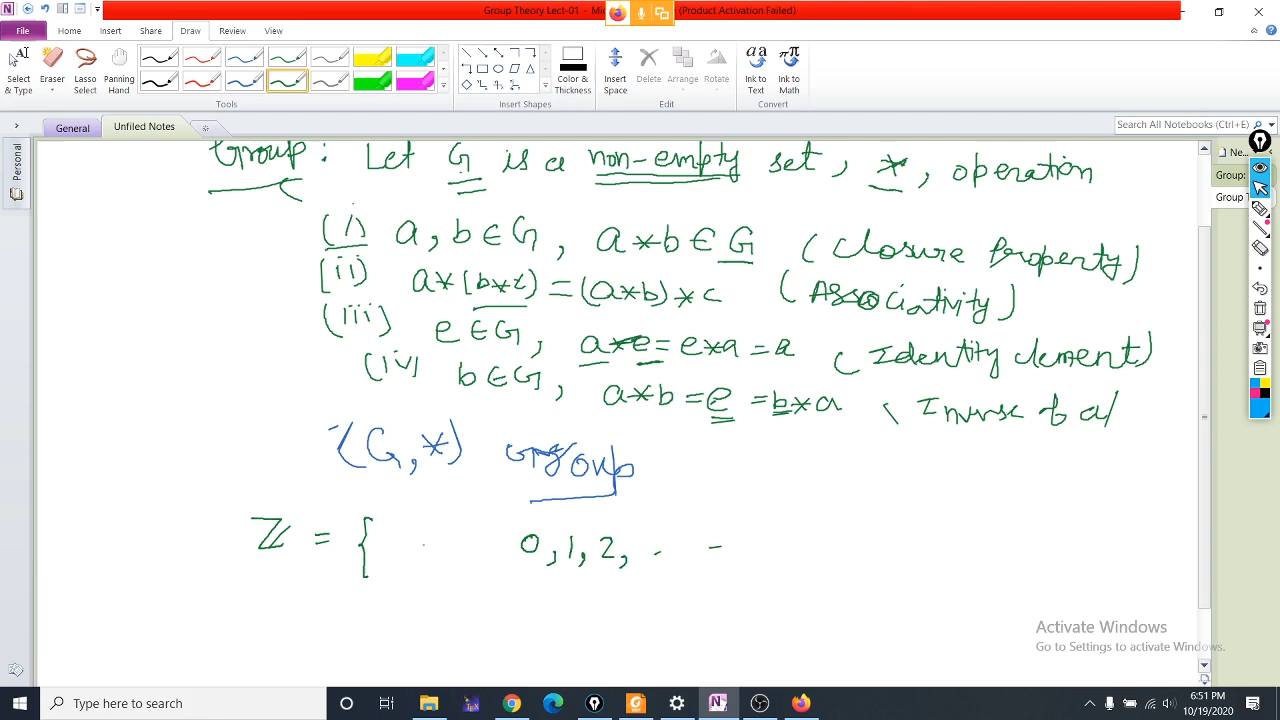 Group Theory Lect-01 - Mic (Product Activation Failed)
File Home Insert Share Draw Review View
Select & Type Eraser Lasso Select Panning Hand Color & Thickness Insert Space Delete Arrange Rotate Ink to Text Ink to Math
Tools Insert Shapes Edit Convert
General Unfiled Notes Search All Notebooks (Ctrl+E)
Group: Let G is a non-empty set, *, operation
(i) a, b ∈ G, a * b ∈ G (Closure Property)
(ii) a * (b * c) = (a * b) * c (Associativity)
(iii) e ∈ G, a * e = e * a = a (Identity element)
(iv) b ∈ G, a * b = e = b * a (Inverse of a)
(G, *) Group
ℤ = { 0, 1, 2, . -
Activate Windows
Go to Settings to activate Windows.
Type here to search
6:51 PM
10/19/2020